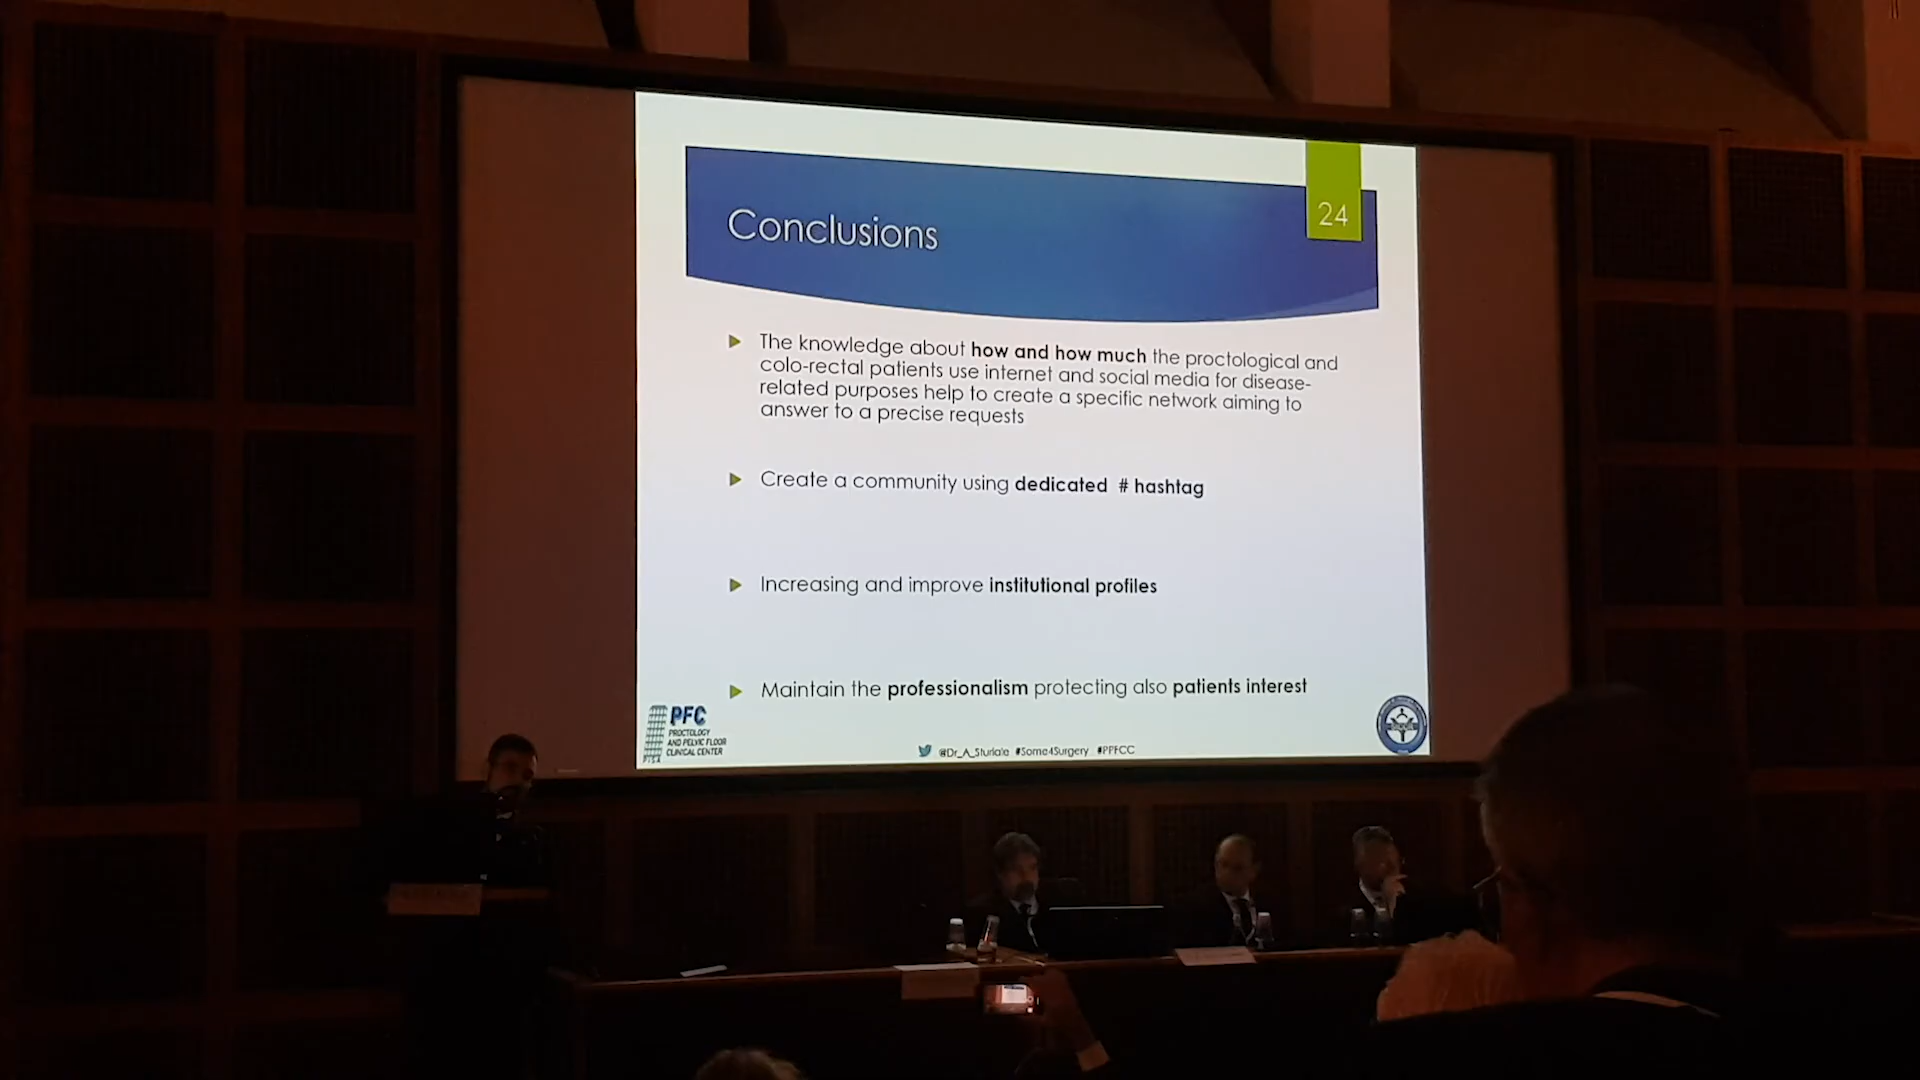 Conclusions
24
The knowledge about how and how much the proctological and
colo-rectal patients use internet and social media for disease-
related purposes help to create a specific network aiming to
answer to a precise requests
Create a community using dedicated # hashtag
Increasing and improve institutional profiles
Maintain the professionalism protecting also patients interest
PFC
PROCTOLOGY
AND PELVIC FLOOR
CLINICAL CENTER
PISA
@Dr_A_Sturiale #Some4Surgery #PPFCC